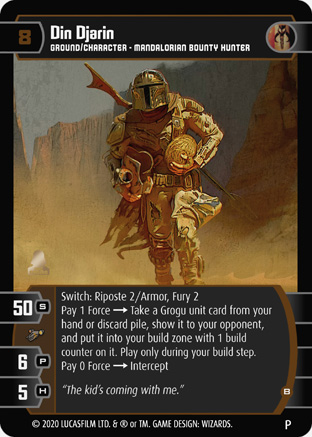 8
Din Djarin
GROUND/CHARACTER - MANDALORIAN BOUNTY HUNTER
50 S
6 P
5 H
Switch: Riposte 2/Armor, Fury 2
Pay 1 Force → Take a Grogu unit card from your
hand or discard pile, show it to your opponent,
and put it into your build zone with 1 build
counter on it. Play only during your build step.
Pay 0 Force → Intercept
"The kid's coming with me."
B
© 2020 LUCASFILM LTD. & ® or TM. GAME DESIGN: WIZARDS.
P